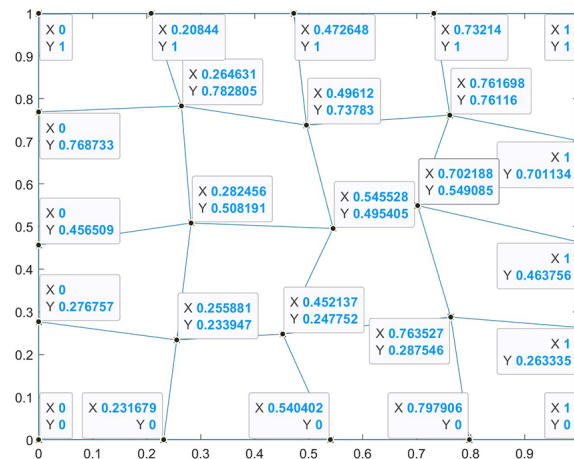 1
X 0
Y 1
X 0.20844
Y 1
X 0.472648
Y 1
X 0.73214
Y 1
X 1
Y 1
0.9
X 0.264631
Y 0.782805
X 0.49612
Y 0.73783
X 0.761698
Y 0.76116
0.8
X 0
Y 0.768733
X 1
Y 0.701134
0.7
X 0.702188
Y 0.549085
0.6
X 0
Y 0.456509
X 0.282456
Y 0.508191
X 0.545528
Y 0.495405
0.5
X 1
Y 0.463756
0.4
X 0
Y 0.276757
X 0.255881
Y 0.233947
X 0.452137
Y 0.247752
X 0.763527
Y 0.287546
X 1
Y 0.263335
0.3
0.2
0.1
X 0
Y 0
X 0.231679
Y 0
X 0.540402
Y 0
X 0.797906
Y 0
X 1
Y 0
0
0 0.1 0.2 0.3 0.4 0.5 0.6 0.7 0.8 0.9